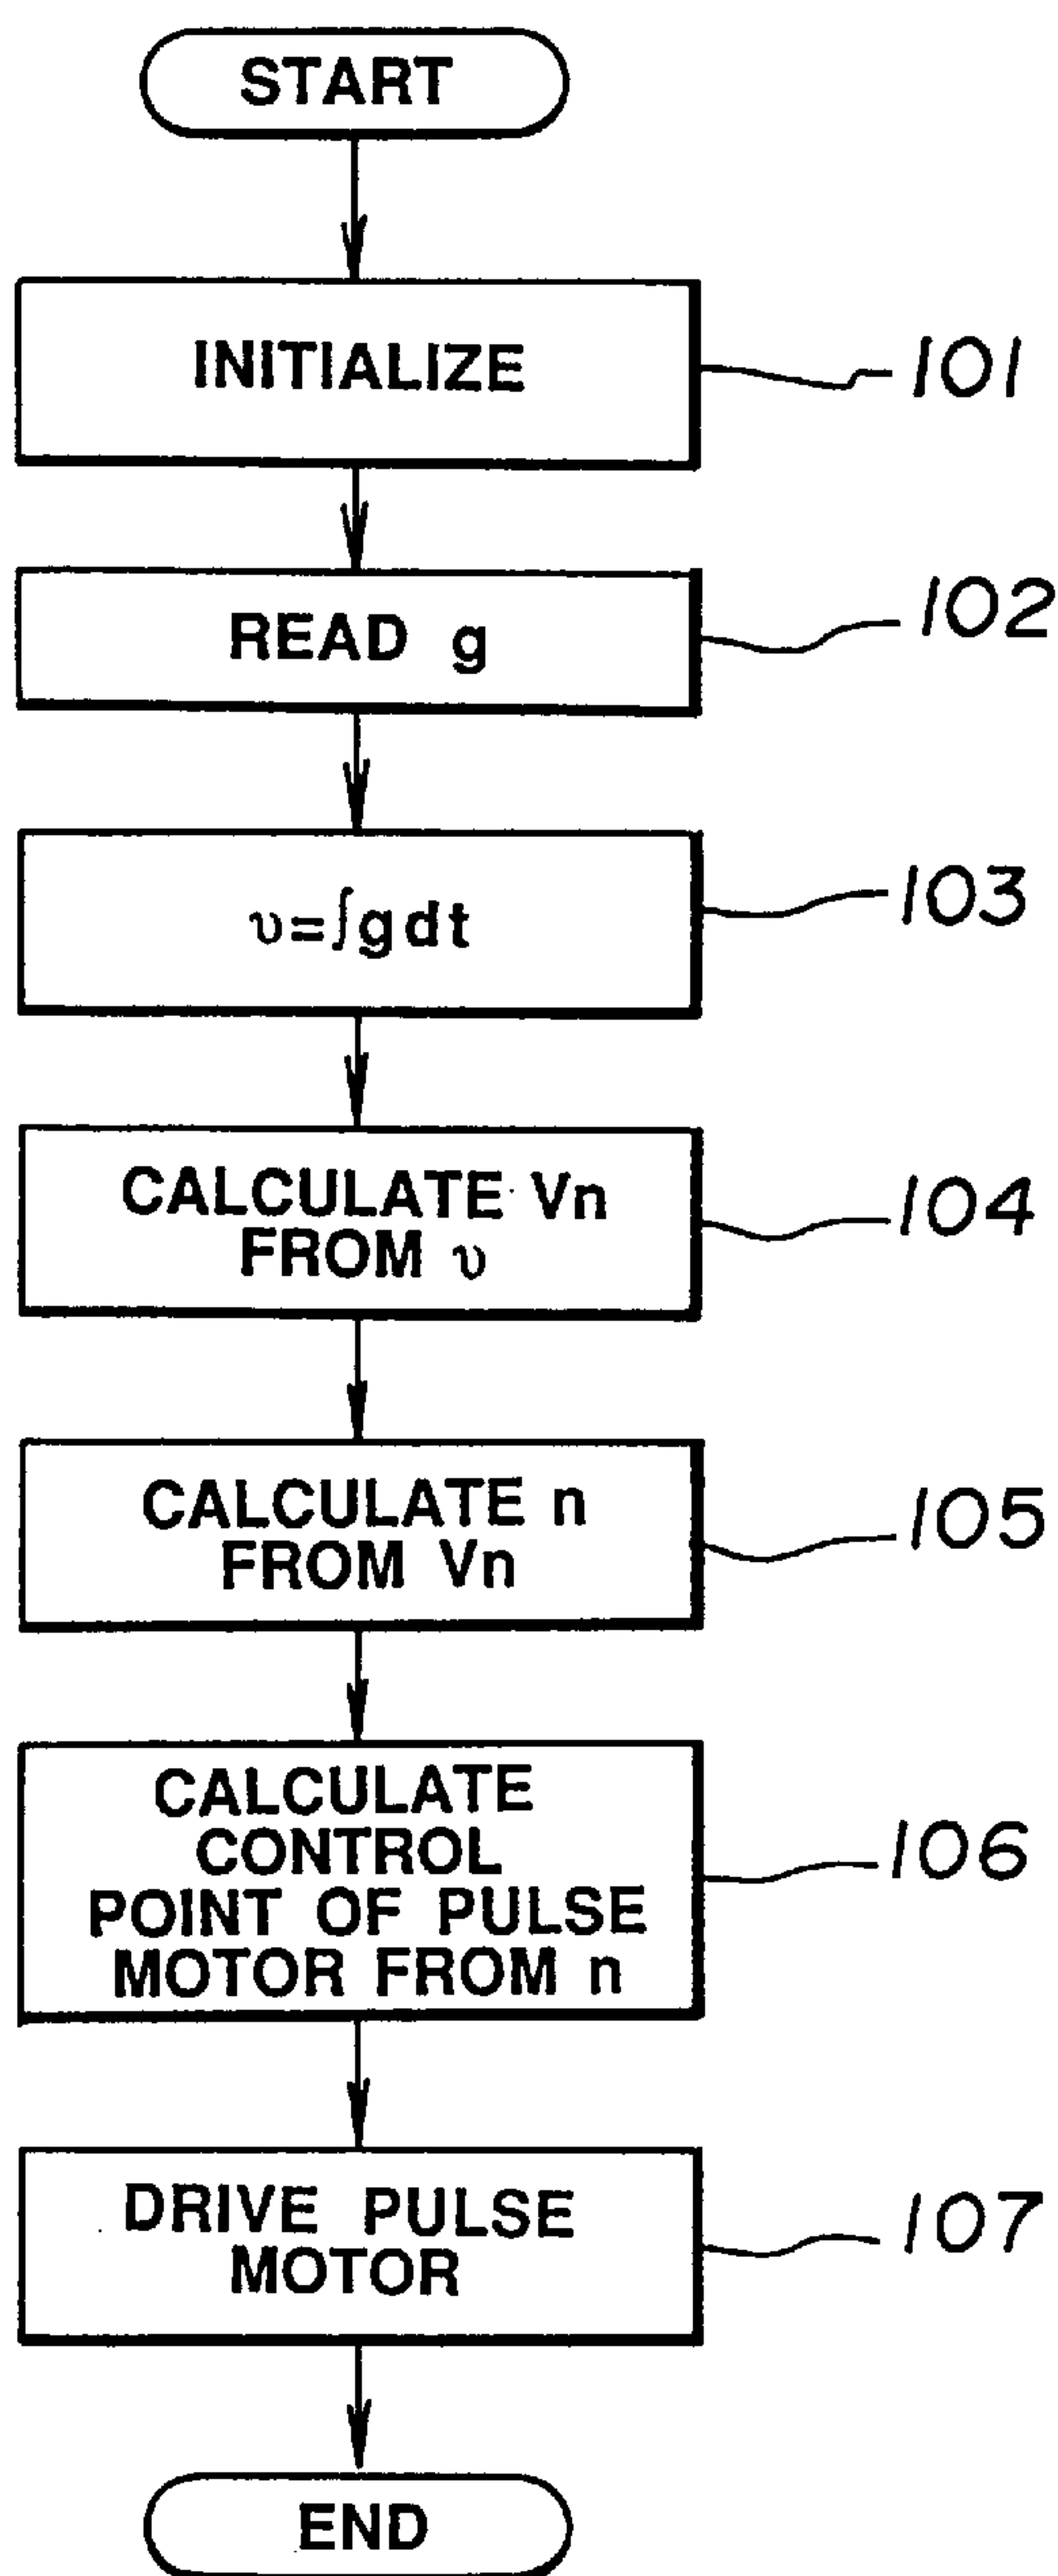 START
INITIALIZE
101
READ g
102
υ=∫gdt
103
CALCULATE Vn
FROM υ
104
CALCULATE n
FROM Vn
105
CALCULATE
CONTROL
POINT OF PULSE
MOTOR FROM n
106
DRIVE PULSE
MOTOR
107
END